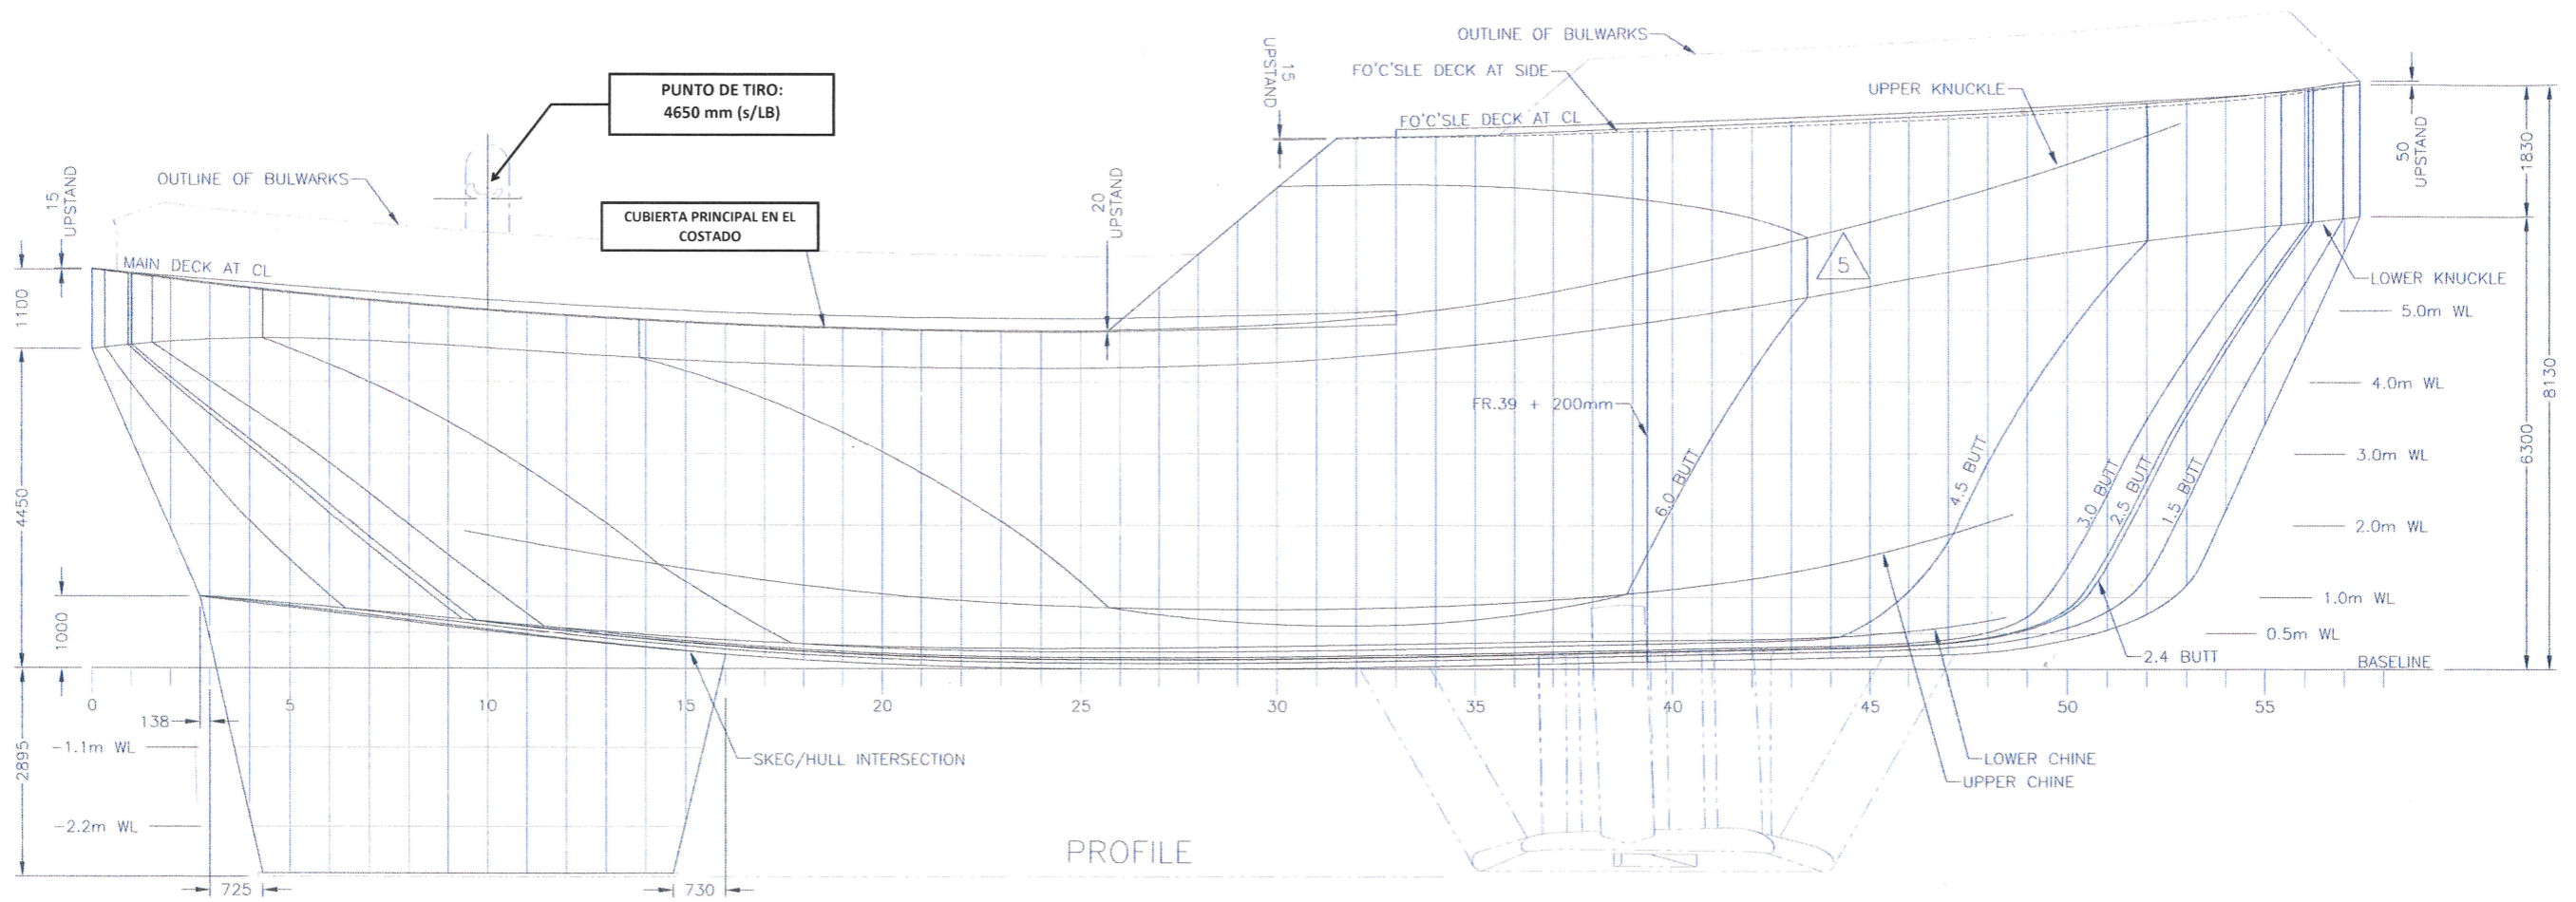 OUTLINE OF BULWARKS
FO'C'SLE DECK AT SIDE
UPPER KNUCKLE
FO'C'SLE DECK AT CL
15
UPSTAND
PUNTO DE TIRO:
4650 mm (s/LB)
OUTLINE OF BULWARKS
15
UPSTAND
CUBIERTA PRINCIPAL EN EL
COSTADO
20
UPSTAND
50
UPSTAND
1830
MAIN DECK AT CL
5
LOWER KNUCKLE
1100
5.0m WL
4.0m WL
8130
FR.39 + 200mm
3.0m WL
6300
6.0 BUTT
4.5 BUTT
3.0 BUTT
2.5 BUTT
1.5 BUTT
4450
2.0m WL
1.0m WL
1000
0.5m WL
2.4 BUTT
BASELINE
0 5 10 15 20 25 30 35 40 45 50 55
138
-1.1m WL
2895
SKEG/HULL INTERSECTION
LOWER CHINE
UPPER CHINE
-2.2m WL
PROFILE
725
730